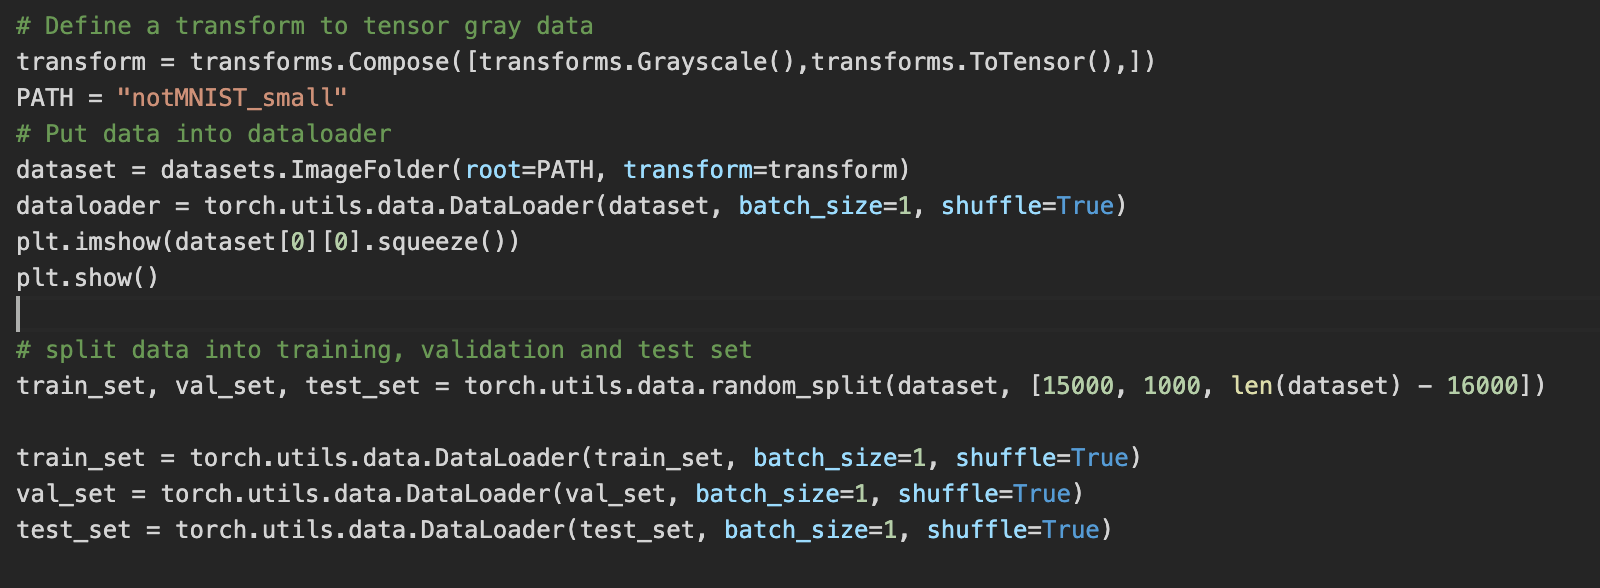 # Define a transform to tensor gray data
transform = transforms.Compose([transforms.Grayscale(),transforms.ToTensor(),])
PATH = "notMNIST_small"
# Put data into dataloader
dataset = datasets.ImageFolder(root=PATH, transform=transform)
dataloader = torch.utils.data.DataLoader(dataset, batch_size=1, shuffle=True)
plt.imshow(dataset[0][0].squeeze())
plt.show()
# split data into training, validation and test set
train_set, val_set, test_set = torch.utils.data.random_split(dataset, [15000, 1000, len(dataset) - 16000])
train_set = torch.utils.data.DataLoader(train_set, batch_size=1, shuffle=True)
val_set = torch.utils.data.DataLoader(val_set, batch_size=1, shuffle=True)
test_set = torch.utils.data.DataLoader(test_set, batch_size=1, shuffle=True)